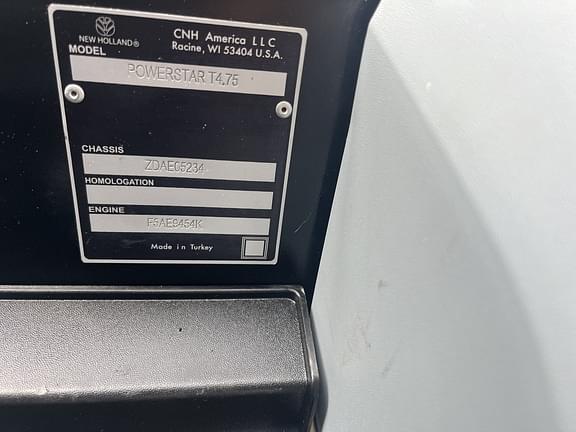 NEW HOLLAND®
CNH America LLC
Racine, WI 53404 U.S.A.
MODEL
POWERSTAR T4.75
CHASSIS
ZDAE05234
HOMOLOGATION
ENGINE
F5AE9454K
Made in Turkey